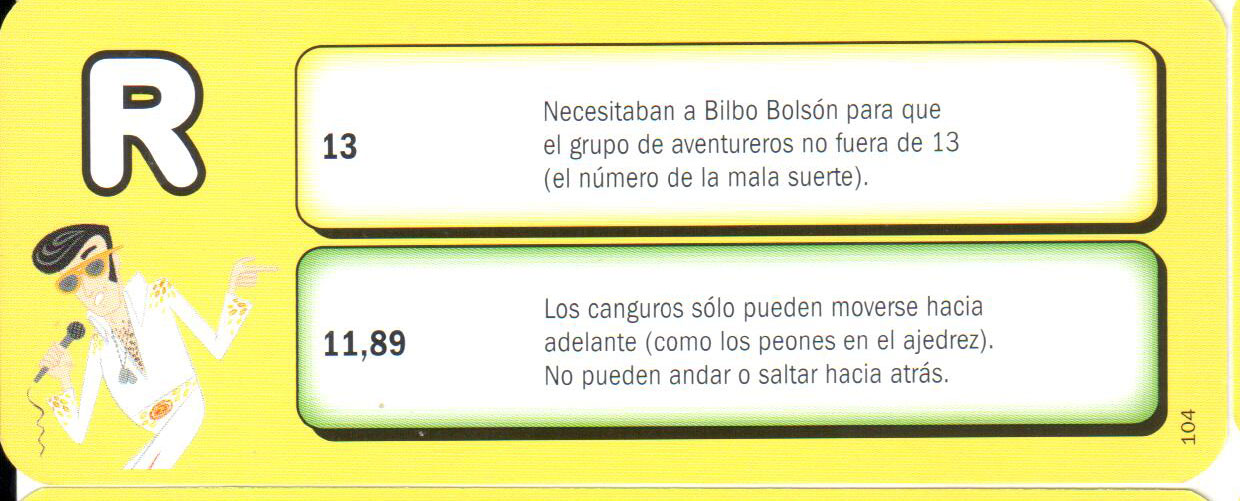 R
13
Necesitaban a Bilbo Bolsón para que
el grupo de aventureros no fuera de 13
(el número de la mala suerte).
11,89
Los canguros sólo pueden moverse hacia
adelante (como los peones en el ajedrez).
No pueden andar o saltar hacia atrás.
104